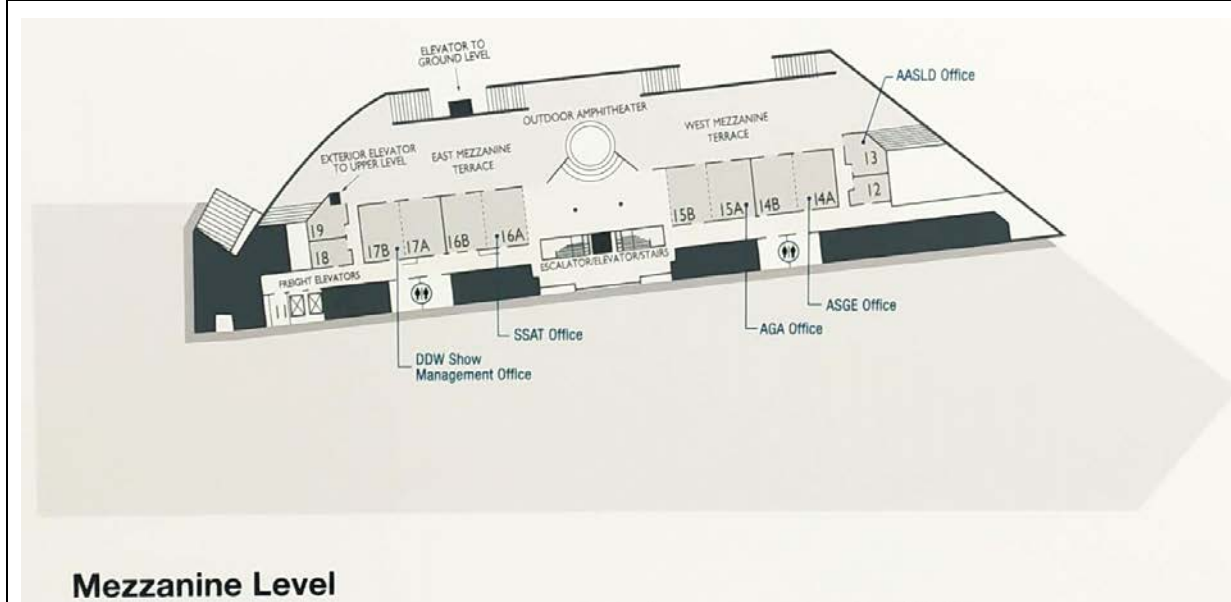 ELEVATOR TO
GROUND LEVEL
AASLD Office
OUTDOOR AMPHITHEATER
WEST MEZZANINE
TERRACE
EXTERIOR ELEVATOR
TO UPPER LEVEL
EAST MEZZANINE
TERRACE
13
12
19
18
17B
17A
16B
16A
15B
15A
14B
14A
ESCALATOR/ELEVATOR/STAIRS
FREIGHT ELEVATORS
11
ASGE Office
AGA Office
SSAT Office
DDW Show
Management Office
Mezzanine Level